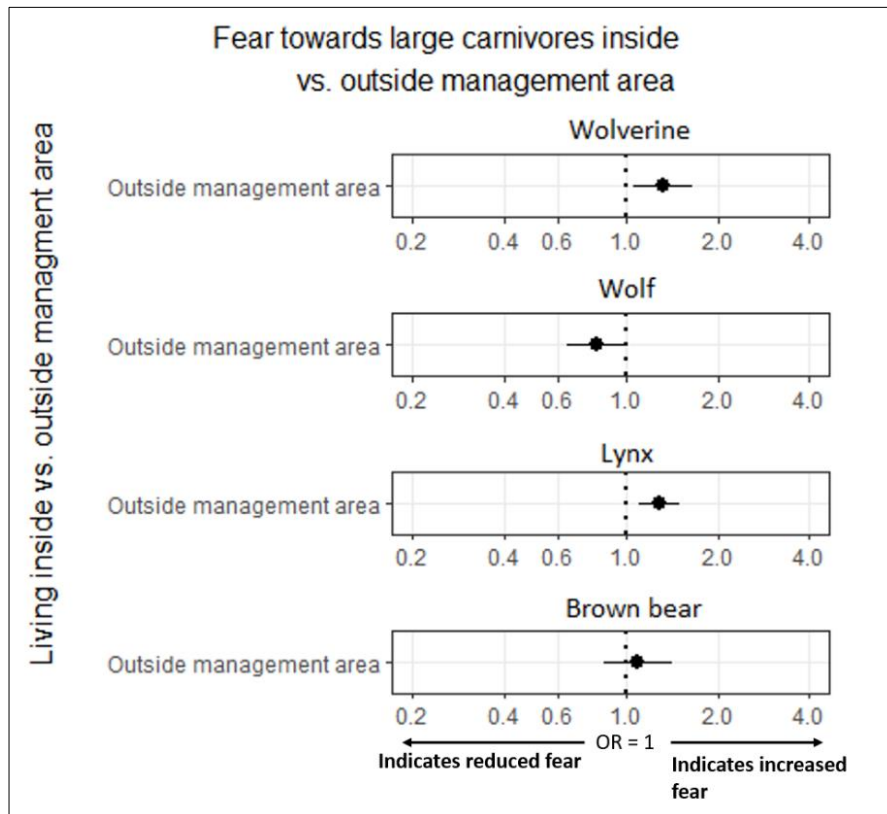 Fear towards large carnivores inside
vs. outside management area
Living inside vs. outside managment area
Wolverine
Outside management area
0.2 0.4 0.6 1.0 2.0 4.0
Wolf
Outside management area
0.2 0.4 0.6 1.0 2.0 4.0
Lynx
Outside management area
0.2 0.4 0.6 1.0 2.0 4.0
Brown bear
Outside management area
0.2 0.4 0.6 1.0 2.0 4.0
OR = 1
Indicates reduced fear
Indicates increased
fear